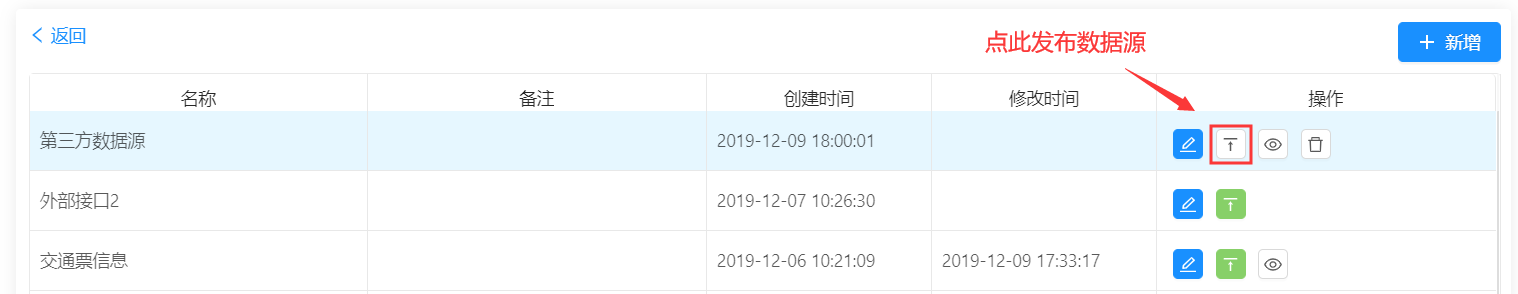 返回
点此发布数据源
新增
名称 备注 创建时间 修改时间 操作
第三方数据源 2019-12-09 18:00:01
外部接口2 2019-12-07 10:26:30
交通票信息 2019-12-06 10:21:09 2019-12-09 17:33:17